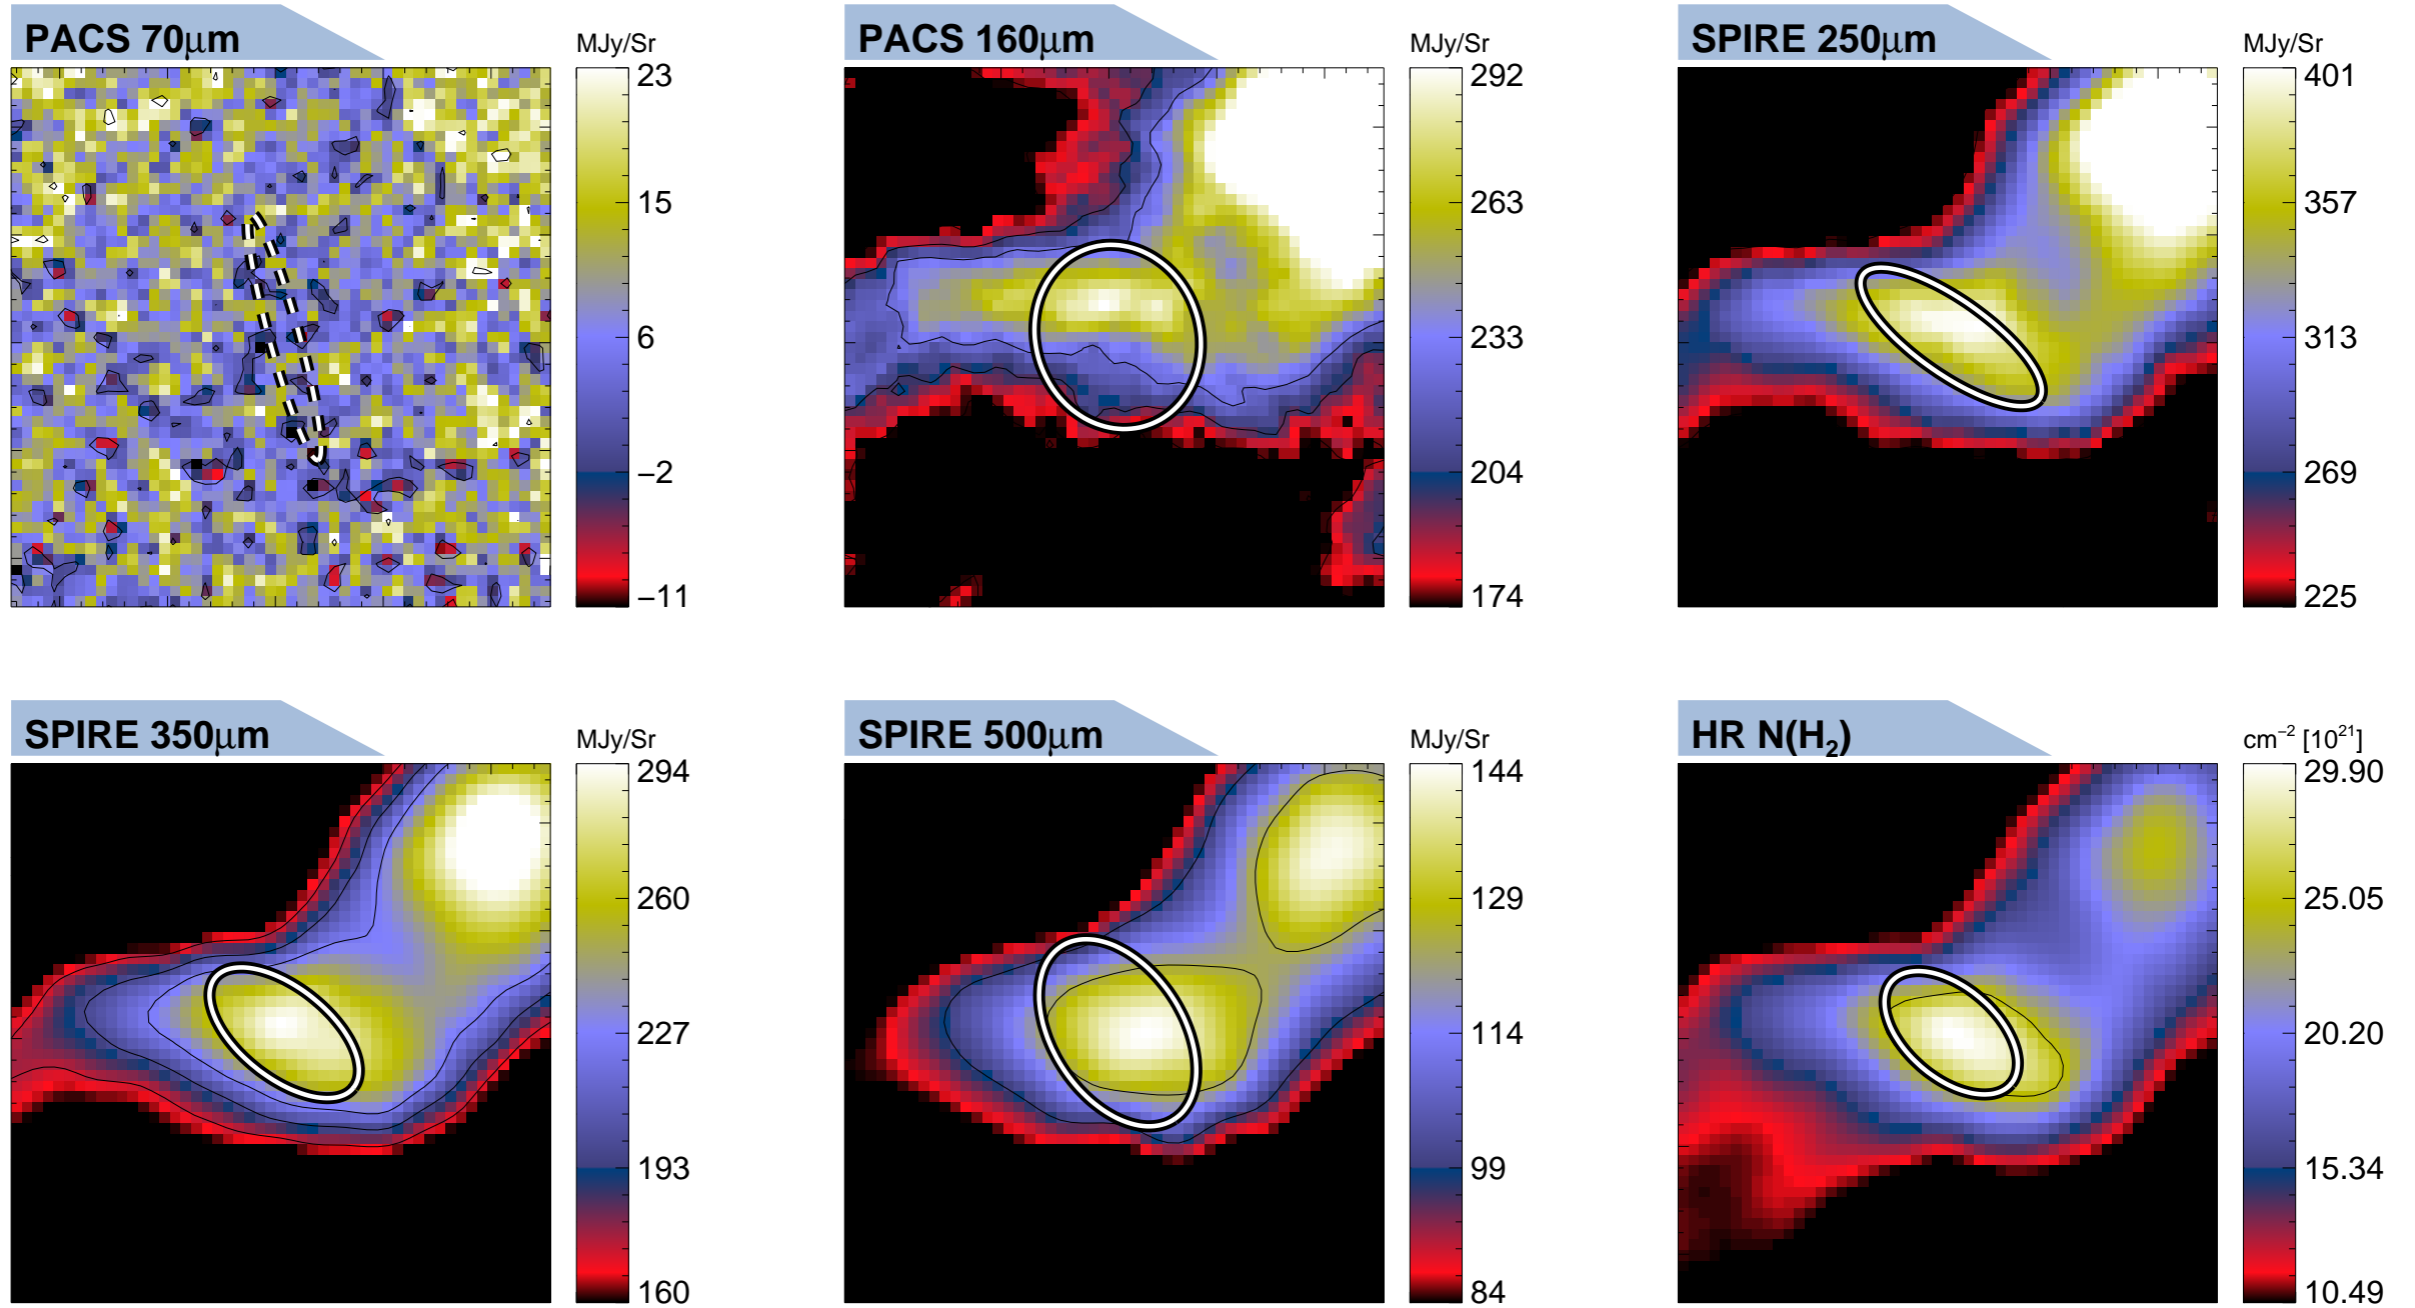 PACS 70μm
MJy/Sr
23
15
6
−2
−11
PACS 160μm
MJy/Sr
292
263
233
204
174
SPIRE 250μm
MJy/Sr
401
357
313
269
225
SPIRE 350μm
MJy/Sr
294
260
227
193
160
SPIRE 500μm
MJy/Sr
144
129
114
99
84
HR N(H₂)
cm⁻² [10²¹]
29.90
25.05
20.20
15.34
10.49